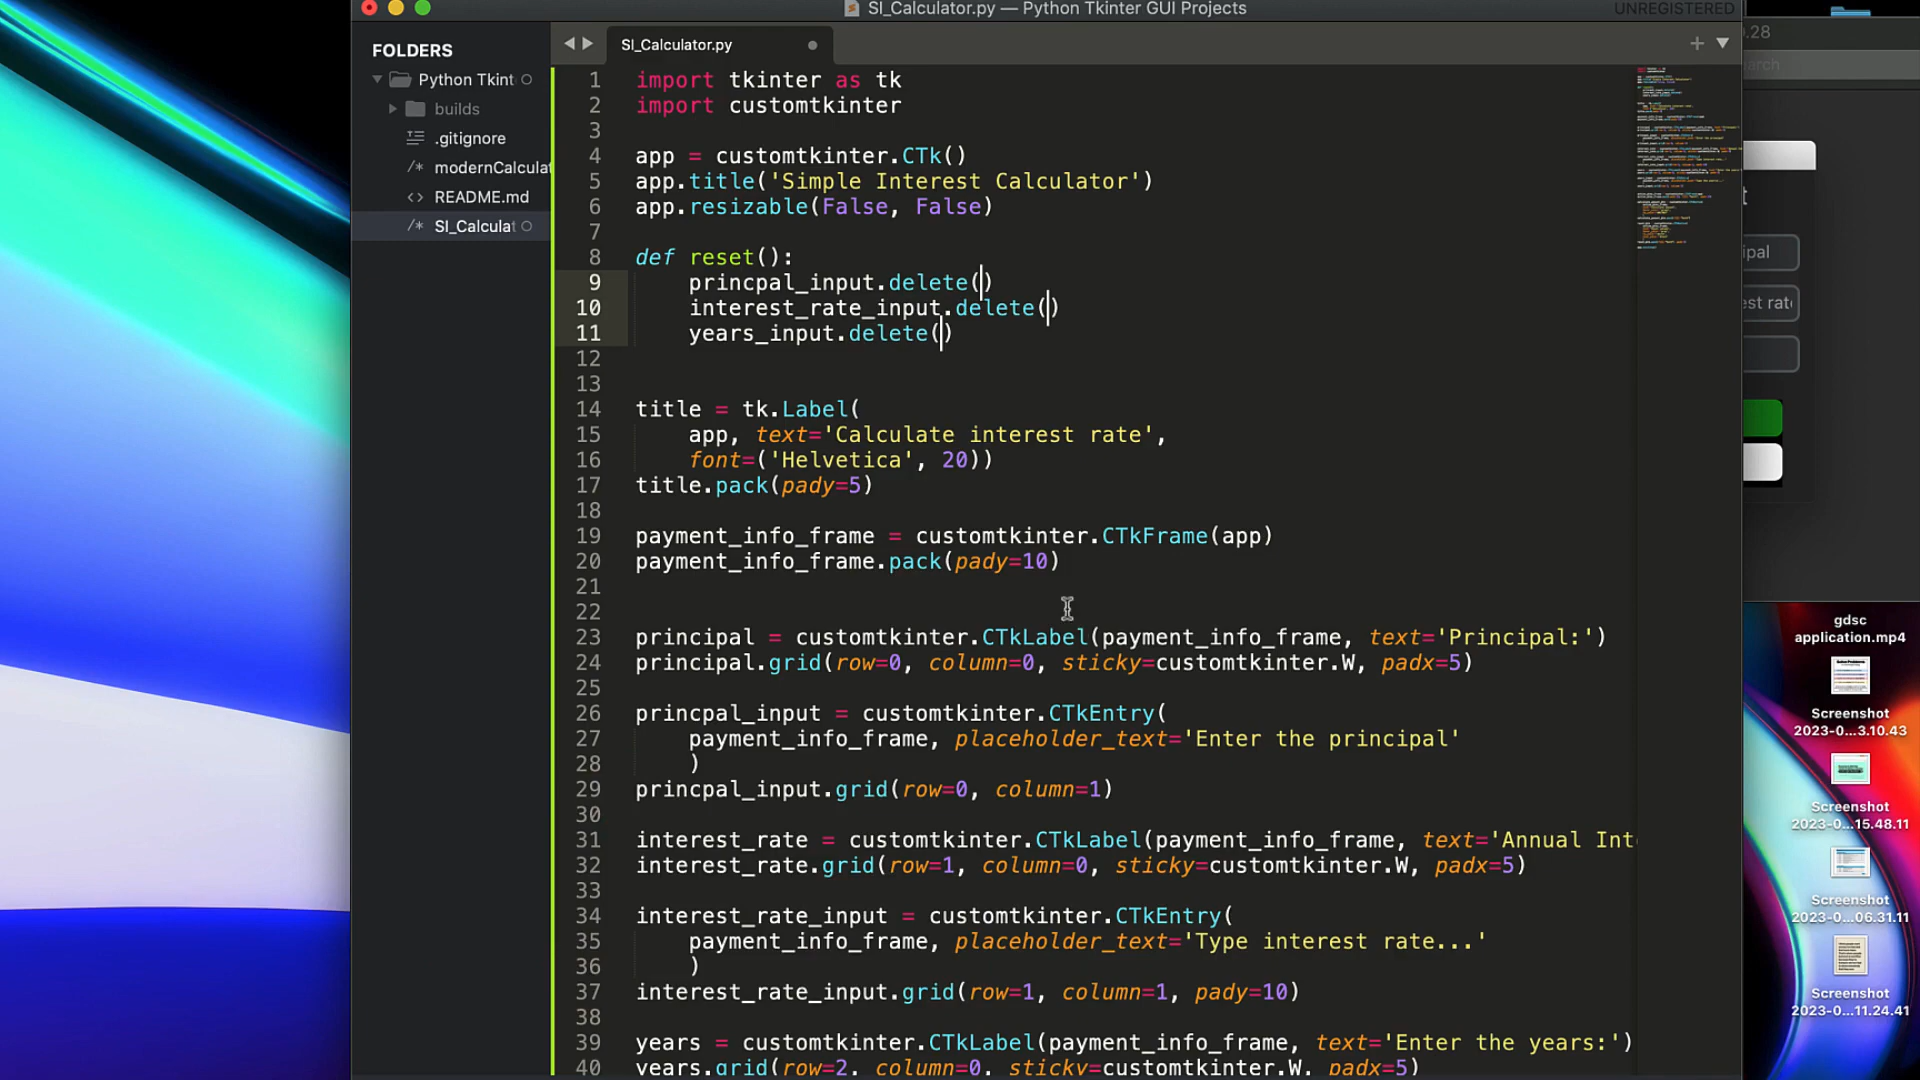 SI_Calculator.py — Python Tkinter GUI Projects
UNREGISTERED
FOLDERS
Python Tkint
builds
.gitignore
modernCalculat
README.md
SI_Calculat
SI_Calculator.py
1 import tkinter as tk
2 import customtkinter
3
4 app = customtkinter.CTk()
5 app.title('Simple Interest Calculator')
6 app.resizable(False, False)
7
8 def reset():
9 princpal_input.delete()
10 interest_rate_input.delete()
11 years_input.delete()
12
13
14 title = tk.Label(
15 app, text='Calculate interest rate',
16 font=('Helvetica', 20))
17 title.pack(pady=5)
18
19 payment_info_frame = customtkinter.CTkFrame(app)
20 payment_info_frame.pack(pady=10)
21
22
23 principal = customtkinter.CTkLabel(payment_info_frame, text='Principal:')
24 principal.grid(row=0, column=0, sticky=customtkinter.W, padx=5)
25
26 princpal_input = customtkinter.CTkEntry(
27 payment_info_frame, placeholder_text='Enter the principal'
28 )
29 princpal_input.grid(row=0, column=1)
30
31 interest_rate = customtkinter.CTkLabel(payment_info_frame, text='Annual Int
32 interest_rate.grid(row=1, column=0, sticky=customtkinter.W, padx=5)
33
34 interest_rate_input = customtkinter.CTkEntry(
35 payment_info_frame, placeholder_text='Type interest rate...'
36 )
37 interest_rate_input.grid(row=1, column=1, pady=10)
38
39 years = customtkinter.CTkLabel(payment_info_frame, text='Enter the years:')
40 years.grid(row=2, column=0, sticky=customtkinter.W, padx=5)
.28
arch
t
ipal
est rat
gdsc
application.mp4
Screenshot
2023-0...3.10.43
Screenshot
2023-0...15.48.11
Screenshot
2023-0...06.31.11
Screenshot
2023-0...11.24.41